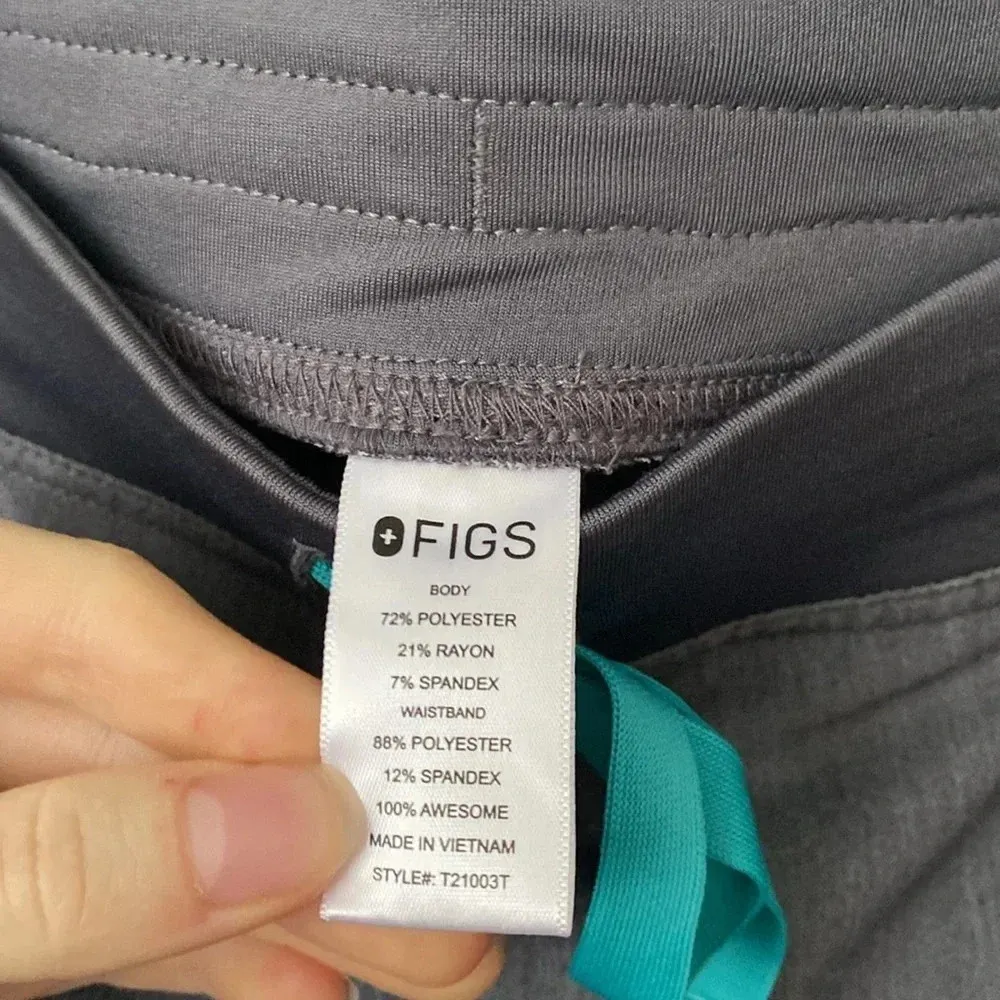 FIGS
BODY
72% POLYESTER
21% RAYON
7% SPANDEX
WAISTBAND
88% POLYESTER
12% SPANDEX
100% AWESOME
MADE IN VIETNAM
STYLE#: T21003T